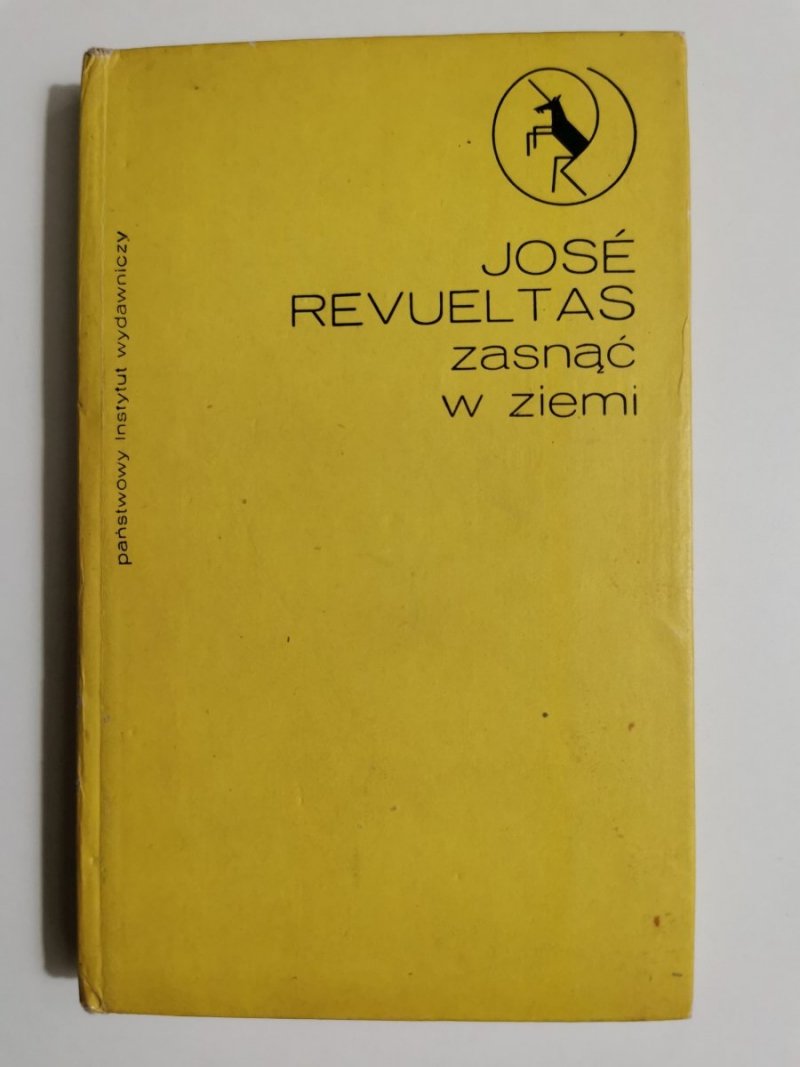 JOSÉ
REVUELTAS
zasnąć
w ziemi
państwowy instytut wydawniczy